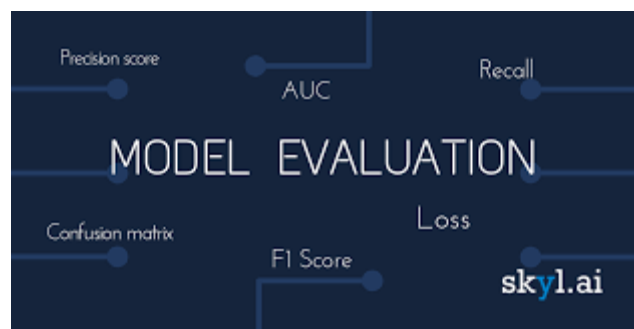 Precision score
AUC
Recall
MODEL EVALUATION
Confusion matrix
Loss
F1 Score
skyl.ai